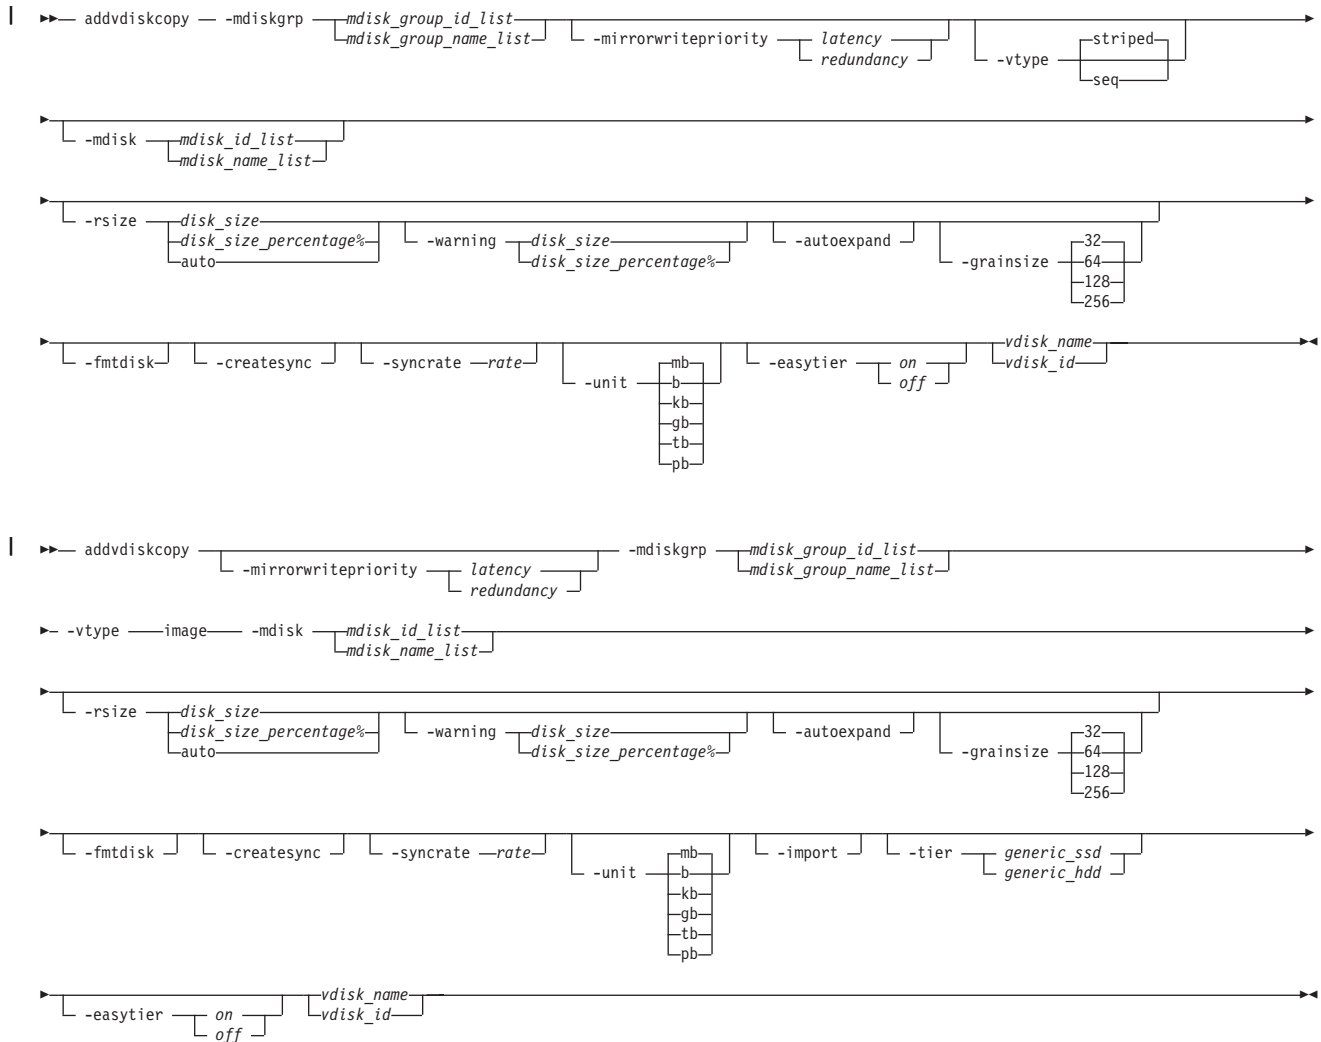 addvdiskcopy -mdiskgrp mdisk_group_id_list
mdisk_group_name_list
-mirrorwritepriority latency
redundancy
-vtype striped
seq
-mdisk mdisk_id_list
mdisk_name_list
-rsize disk_size
disk_size_percentage%
auto
-warning disk_size
disk_size_percentage%
-autoexpand
-grainsize 32
64
128
256
-fmtdisk -createsync -syncrate rate
-unit mb
b
kb
gb
tb
pb
-easytier on
off
vdisk_name
vdisk_id
addvdiskcopy
-mirrorwritepriority latency
redundancy
-mdiskgrp mdisk_group_id_list
mdisk_group_name_list
-vtype image -mdisk mdisk_id_list
mdisk_name_list
-rsize disk_size
disk_size_percentage%
auto
-warning disk_size
disk_size_percentage%
-autoexpand
-grainsize 32
64
128
256
-fmtdisk -createsync -syncrate rate
-unit mb
b
kb
gb
tb
pb
-import
-tier generic_ssd
generic_hdd
-easytier on
off
vdisk_name
vdisk_id